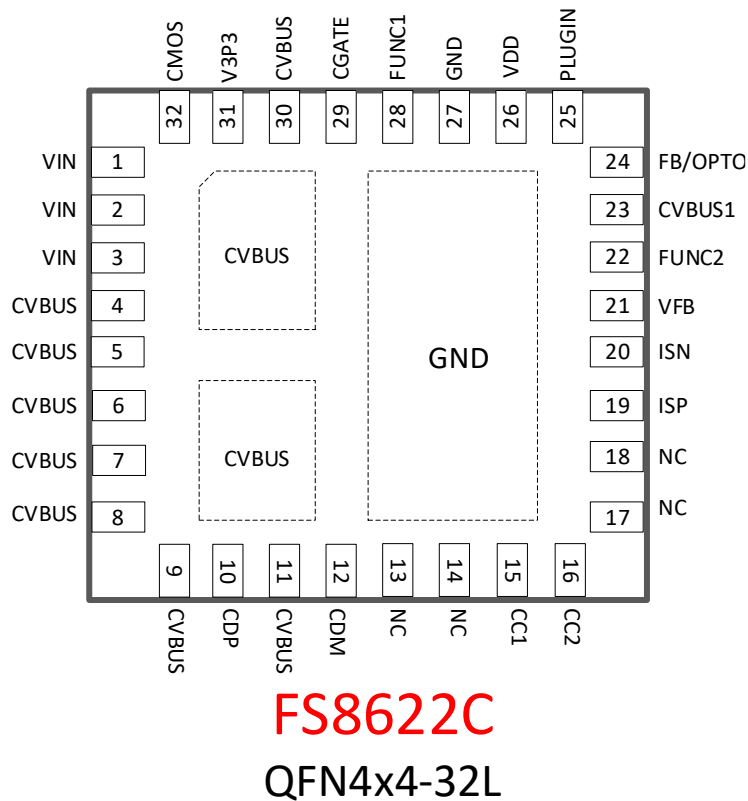 CMOS V3P3 CVBUS CGATE FUNC1 GND VDD PLUGIN
32 31 30 29 28 27 26 25
VIN 1 24 FB/OPTO
VIN 2 23 CVBUS1
VIN 3 CVBUS 22 FUNC2
CVBUS 4 21 VFB
CVBUS 5 GND 20 ISN
CVBUS 6 19 ISP
CVBUS 7 CVBUS 18 NC
CVBUS 8 17 NC
9 10 11 12 13 14 15 16
CVBUS CDP CVBUS CDM NC NC CC1 CC2
FS8622C
QFN4x4-32L